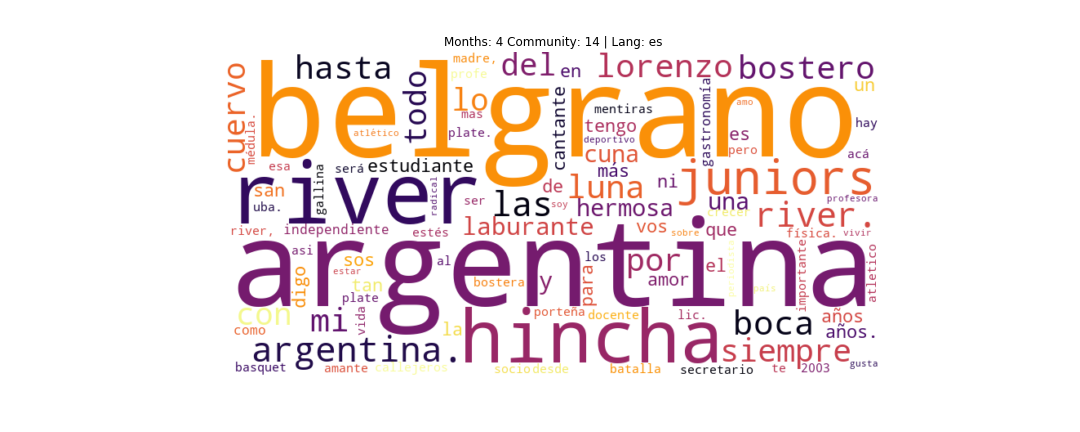 Months: 4 Community: 14 | Lang: es
madre, profe del en lorenzo bostero
hasta
cuervo
todo
lo
mas
plate.
belgrano
atlético
médula.
cantante
mentiras
tengo
deportivo
cuna
más
gastronomía
amo
es
pero
un
hay
acá
esa
será
estudiante
san
uba.
gallina
river
radical
ser
de
luna
ni
juniors
profesora
las
soy
hermosa
una
crecer
river.
river, independiente
estés
laburante
vos
sobre
que
física.
vivir
asi
sos
estar
al
los
por
el
importante
atletico
argentina
digo
tan
bostera
y
para
amor
país
plate
con
mi
vida
porteña
docente
lic.
boca
años
como
la
hincha
años.
argentina.
siempre
basquet
amante
callejeros
socio
desde
batalla
secretario
te
2003
gusta